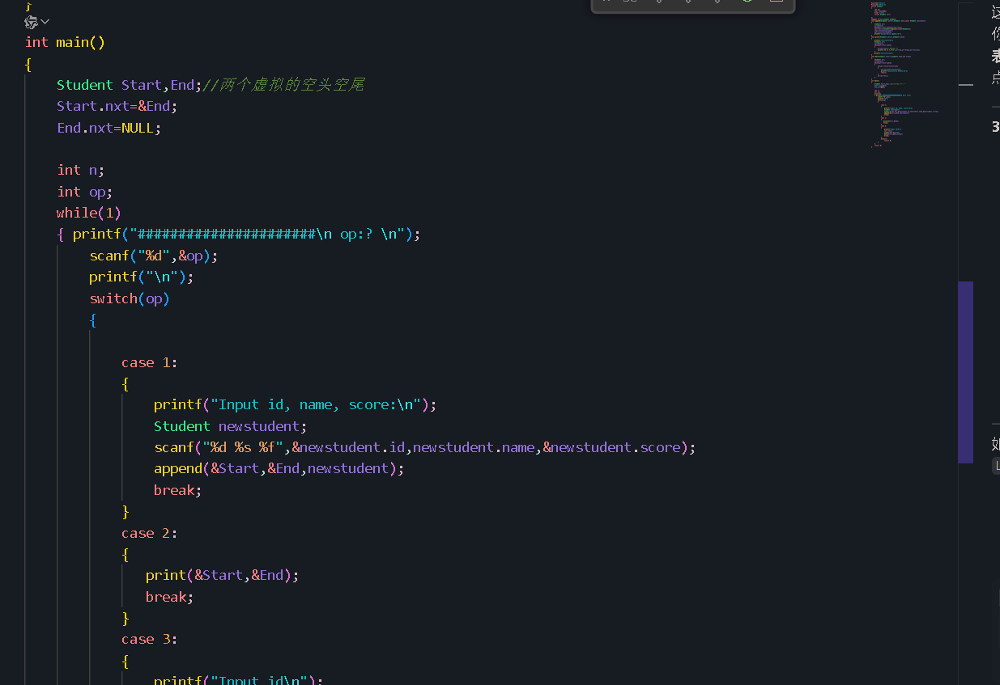 int main()
{
Student Start,End;//两个虚拟的空头空尾
Start.nxt=&End;
End.nxt=NULL;
int n;
int op;
while(1)
{ printf("######################\n op:? \n");
scanf("%d",&op);
printf("\n");
switch(op)
{
case 1:
{
printf("Input id, name, score:\n");
Student newstudent;
scanf("%d %s %f",&newstudent.id,newstudent.name,&newstudent.score);
append(&Start,&End,newstudent);
break;
}
case 2:
{
print(&Start,&End);
break;
}
case 3:
{
printf("Input id\n");